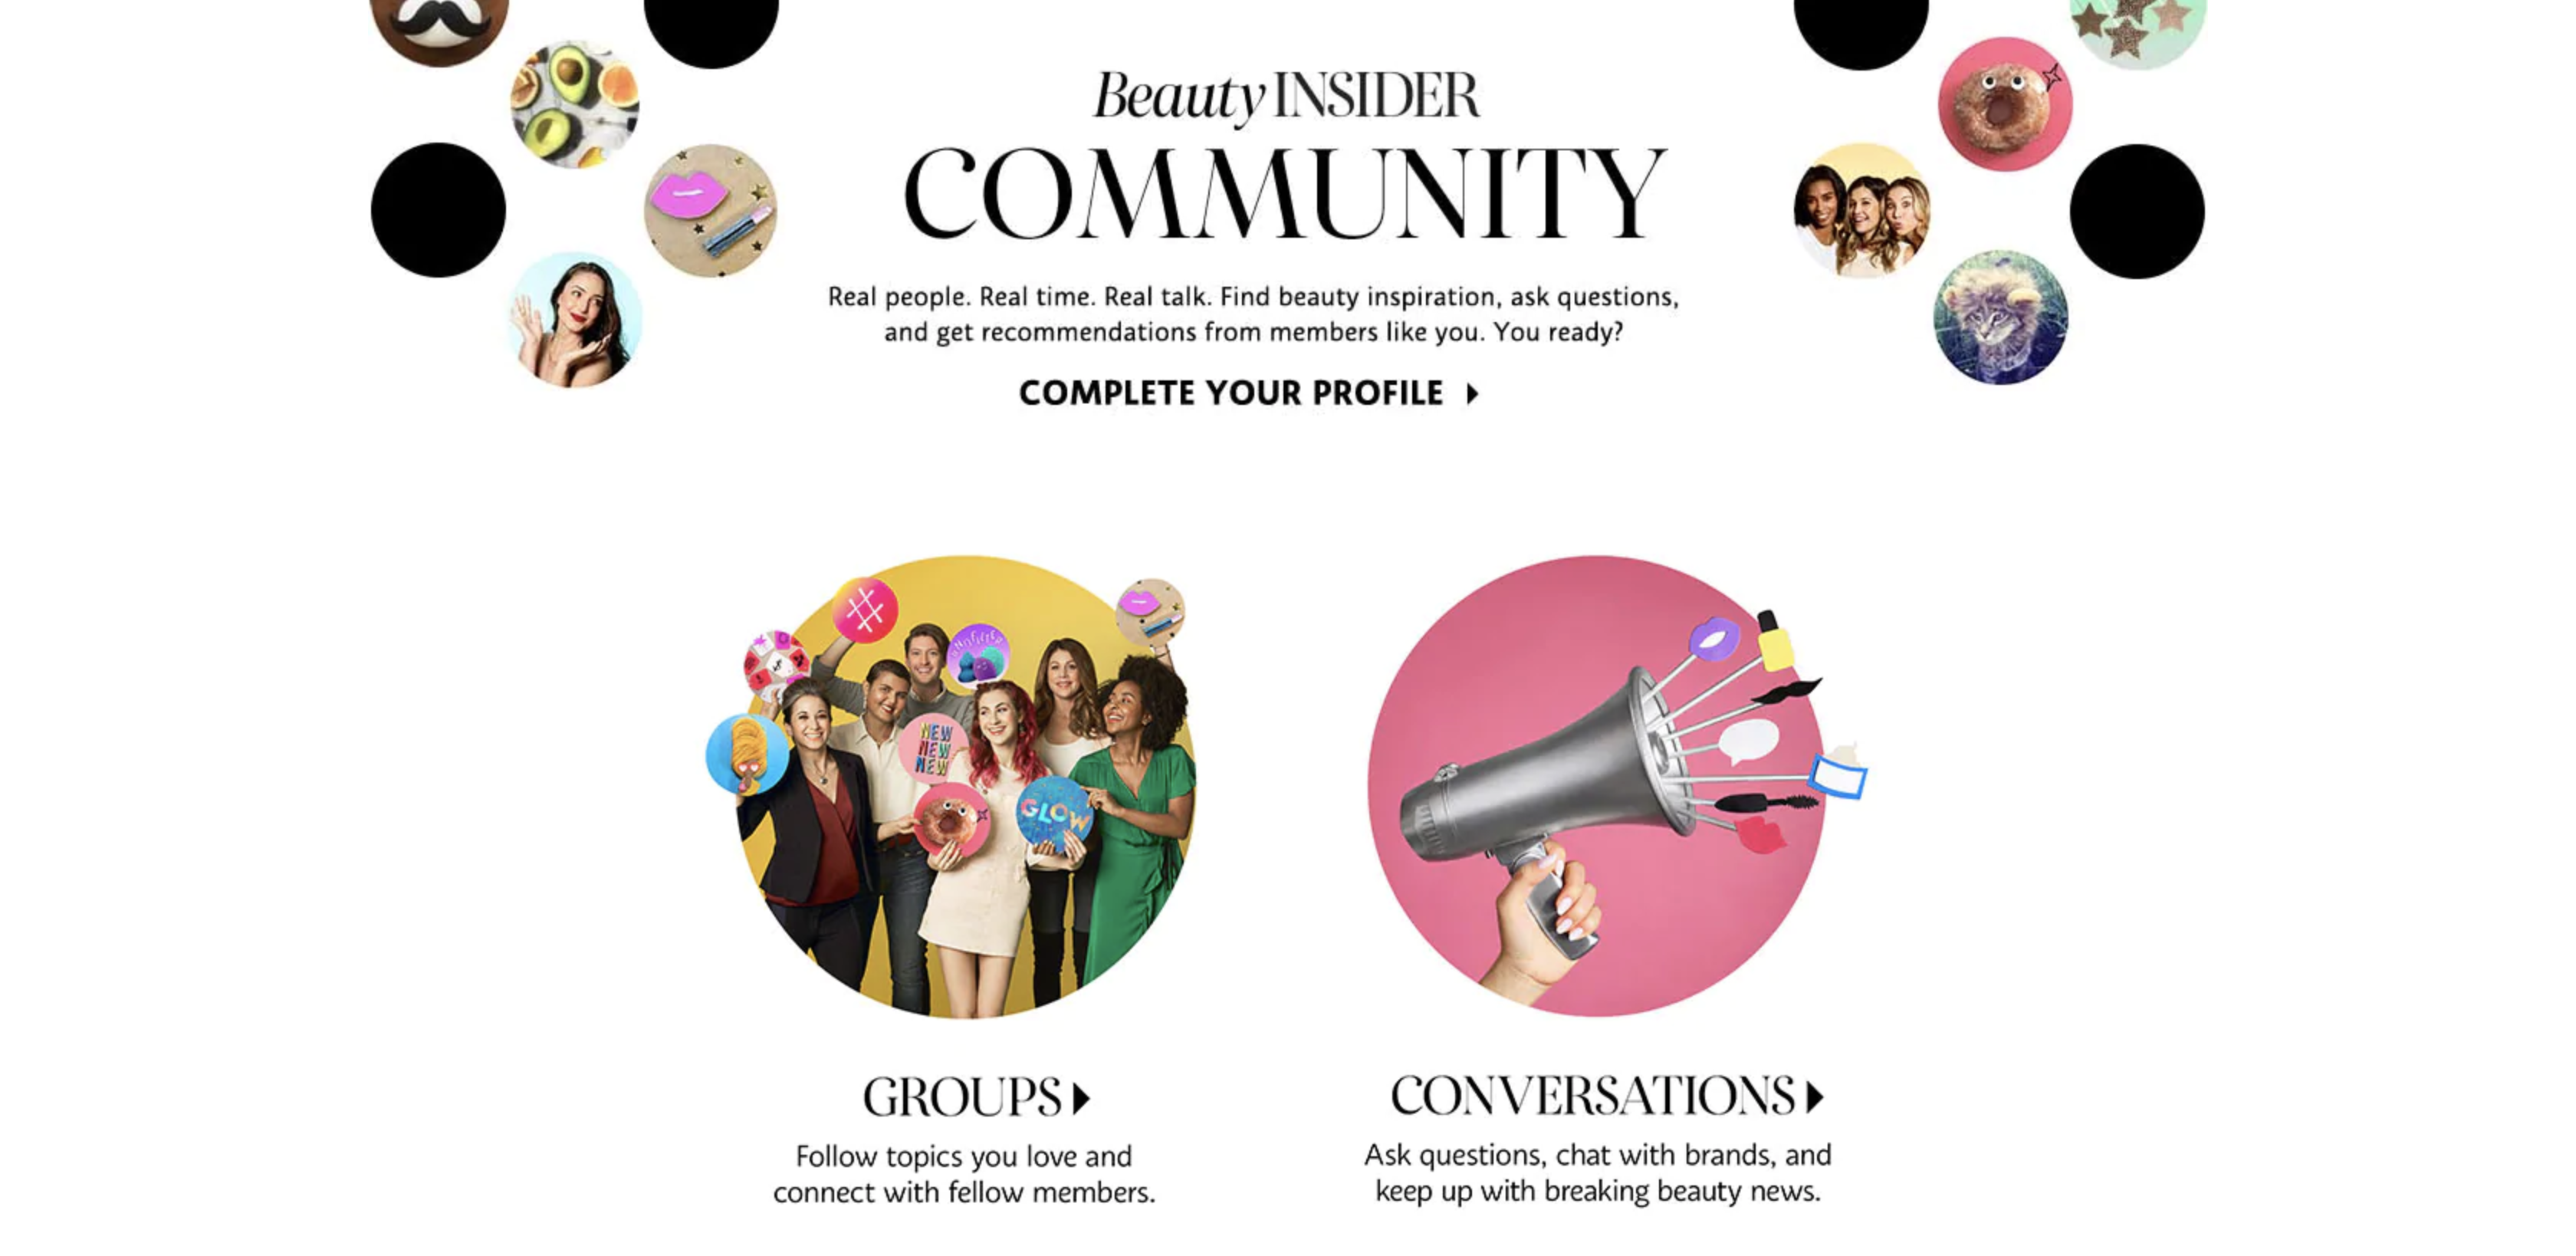 Beauty INSIDER
COMMUNITY
Real people. Real time. Real talk. Find beauty inspiration, ask questions,
and get recommendations from members like you. You ready?
COMPLETE YOUR PROFILE
UNFILTER
NEW
NEW
NEW
GLOW
GROUPS
Follow topics you love and
connect with fellow members.
CONVERSATIONS
Ask questions, chat with brands, and
keep up with breaking beauty news.